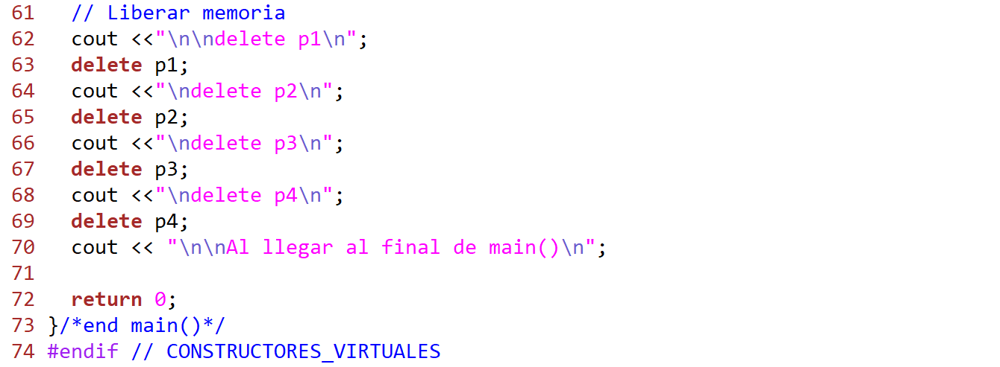 61   // Liberar memoria
62   cout <<"\n\ndelete p1\n";
63   delete p1;
64   cout <<"\ndelete p2\n";
65   delete p2;
66   cout <<"\ndelete p3\n";
67   delete p3;
68   cout <<"\ndelete p4\n";
69   delete p4;
70   cout << "\n\nAl llegar al final de main()\n";
71
72   return 0;
73 }/*end main()*/
74 #endif // CONSTRUCTORES_VIRTUALES